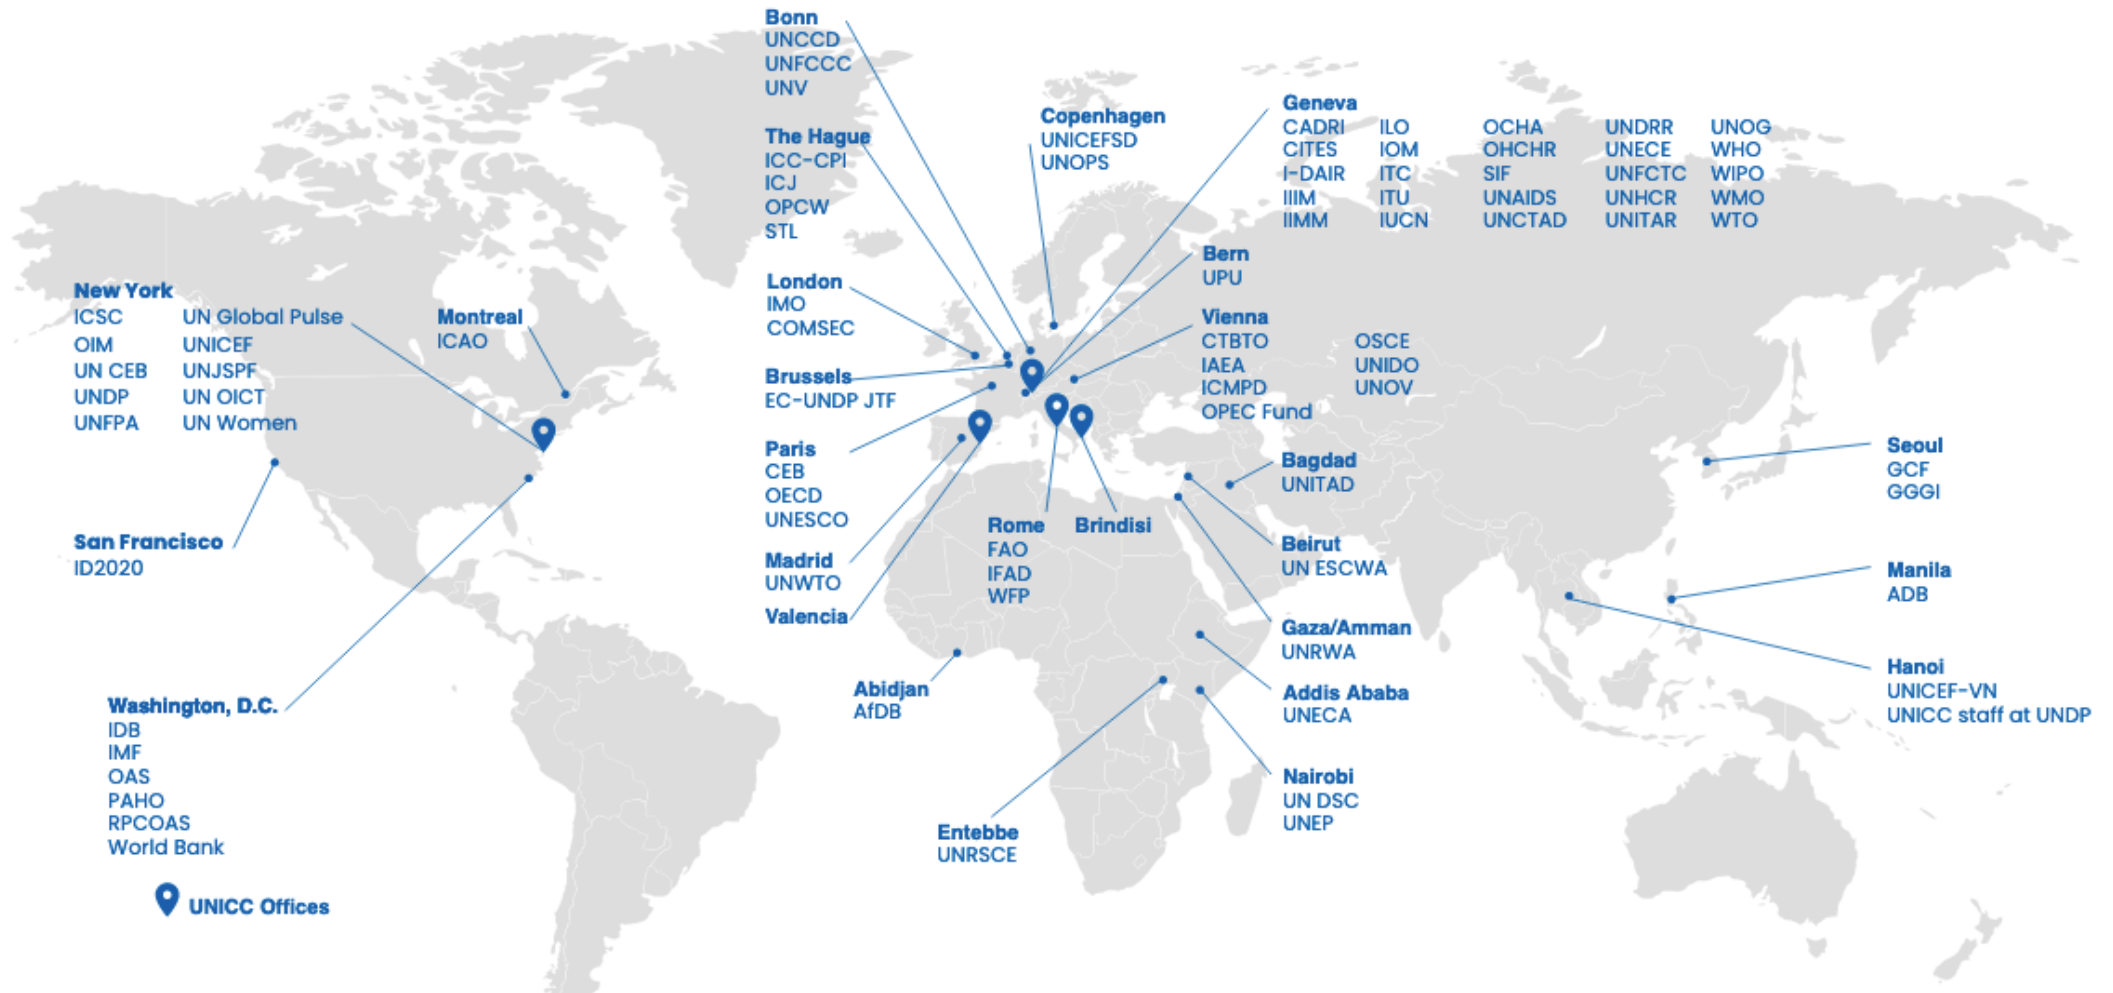 Bonn
UNCCD
UNFCCC
UNV
The Hague
ICC-CPI
ICJ
OPCW
STL
London
IMO
COMSEC
Brussels
EC-UNDP JTF
Paris
CEB
OECD
UNESCO
Madrid
UNWTO
Valencia
Copenhagen
UNICEFSD
UNOPS
Geneva
CADRI ILO OCHA UNDRR UNOG
CITES IOM OHCHR UNECE WHO
I-DAIR ITC SIF UNFCTC WIPO
IIIM ITU UNAIDS UNHCR WMO
IIMM IUCN UNCTAD UNITAR WTO
Bern
UPU
Vienna
CTBTO OSCE
IAEA UNIDO
ICMPD UNOV
OPEC Fund
New York
ICSC UN Global Pulse
OIM UNICEF
UN CEB UNJSPF
UNDP UN OICT
UNFPA UN Women
Montreal
ICAO
San Francisco
ID2020
Washington, D.C.
IDB
IMF
OAS
PAHO
RPCOAS
World Bank
Rome
FAO
IFAD
WFP
Brindisi
Bagdad
UNITAD
Beirut
UN ESCWA
Gaza/Amman
UNRWA
Addis Ababa
UNECA
Nairobi
UN DSC
UNEP
Abidjan
AfDB
Entebbe
UNRSCE
Seoul
GCF
GGGI
Manila
ADB
Hanoi
UNICEF-VN
UNICC staff at UNDP
UNICC Offices